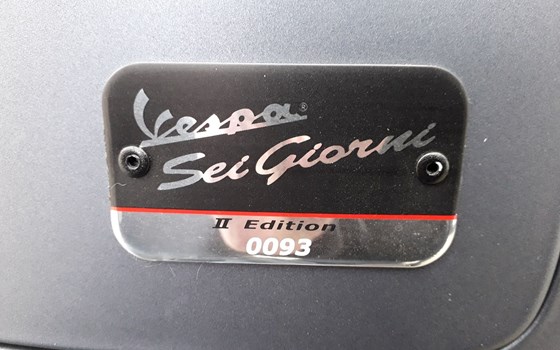 Vespa®
Sei Giorni
II Edition
0093